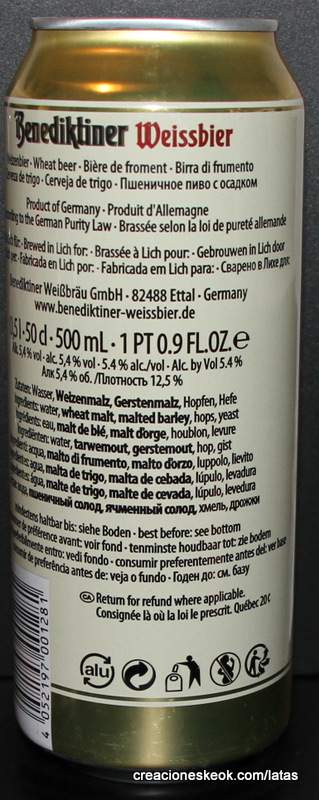 Benediktiner Weissbier
Wheat beer · Bière de froment · Birra di frumento
de trigo · Cerveja de trigo · Пшеничное пиво с осадком
Product of Germany · Produit d'Allemagne
to the German Purity Law · Brassée selon la loi de pureté allemande
für: · Brewed in Lich for: · Brassée à Lich pour: · Gebrouwen in Lich door
per: · Fabricada en Lich por: · Fabricada em Lich para: · Сварено в Лихе для:
Benediktiner Weißbräu GmbH · 82488 Ettal · Germany
www.benediktiner-weissbier.de
0,5 l · 50 cl · 500 mL · 1 PT 0.9 FL.OZ. e
Alk. 5,4 % vol · alc. 5,4 % vol · 5.4 % alc./vol · Alc. by Vol 5.4 %
Алк 5,4 % об. /Плотность 12,5 %
Zutaten: Wasser, Weizenmalz, Gerstenmalz, Hopfen, Hefe
Ingredients: water, wheat malt, malted barley, hops, yeast
Ingrédients: eau, malt de blé, malt d'orge, houblon, levure
Ingrediënten: water, tarwemout, gerstemout, hop, gist
acqua, malto di frumento, malto d'orzo, luppolo, lievito
agua, malta de trigo, malta de cebada, lúpulo, levadura
água, malte de trigo, malte de cevada, lúpulo, levedura
пшеничный солод, ячменный солод, хмель, дрожжи
mindestens haltbar bis: siehe Boden · best before: see bottom
de préférence avant: voir fond · tenminste houdbaar tot: zie bodem
entro: vedi fondo · consumir preferentemente antes del: ver base
de preferência antes de: veja o fundo · Годен до: см. базу
CA Return for refund where applicable.
Consignée là où la loi le prescrit. Québec 20 ¢
alu
4 052197 001281
creacioneskeok.com/latas